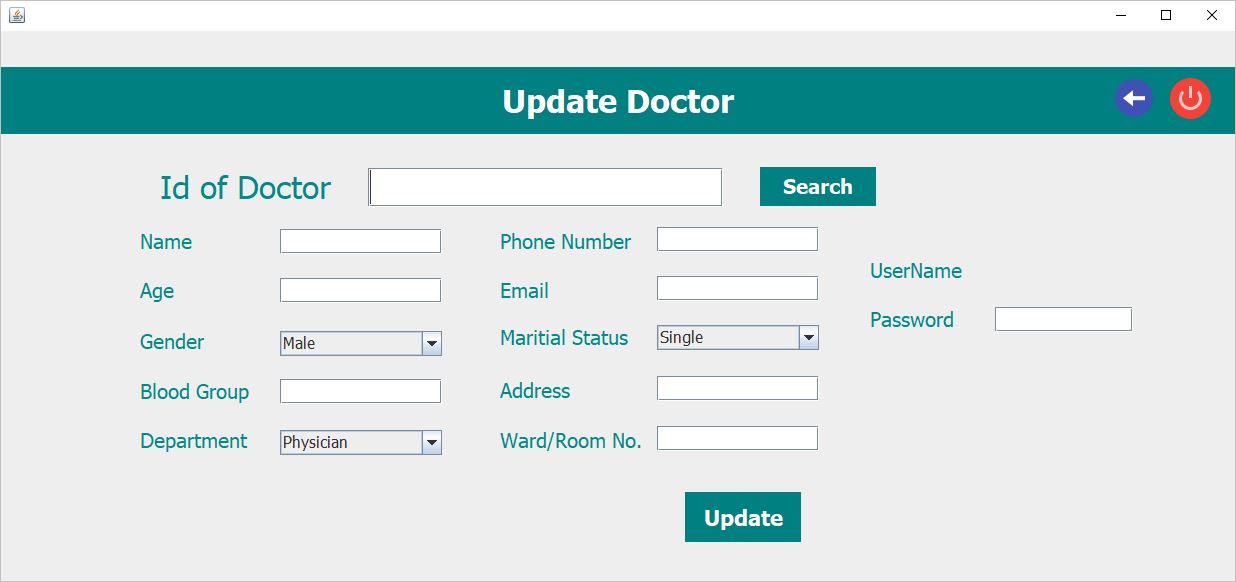 Update Doctor
Id of Doctor Search
Name Phone Number
UserName
Age Email
Password
Gender Male Maritial Status Single
Blood Group Address
Department Physician Ward/Room No.
Update